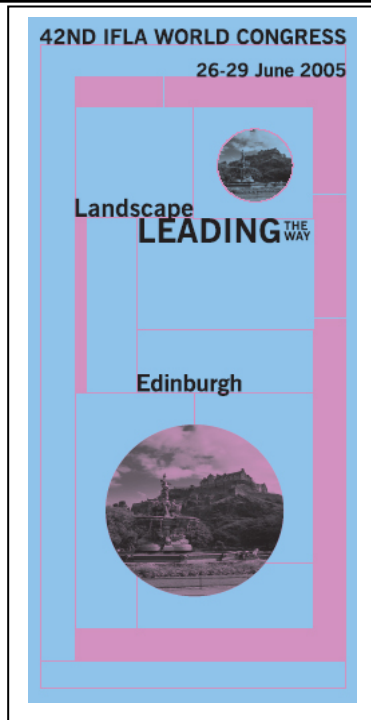 42ND IFLA WORLD CONGRESS
26-29 June 2005
Landscape
LEADING THE WAY
Edinburgh